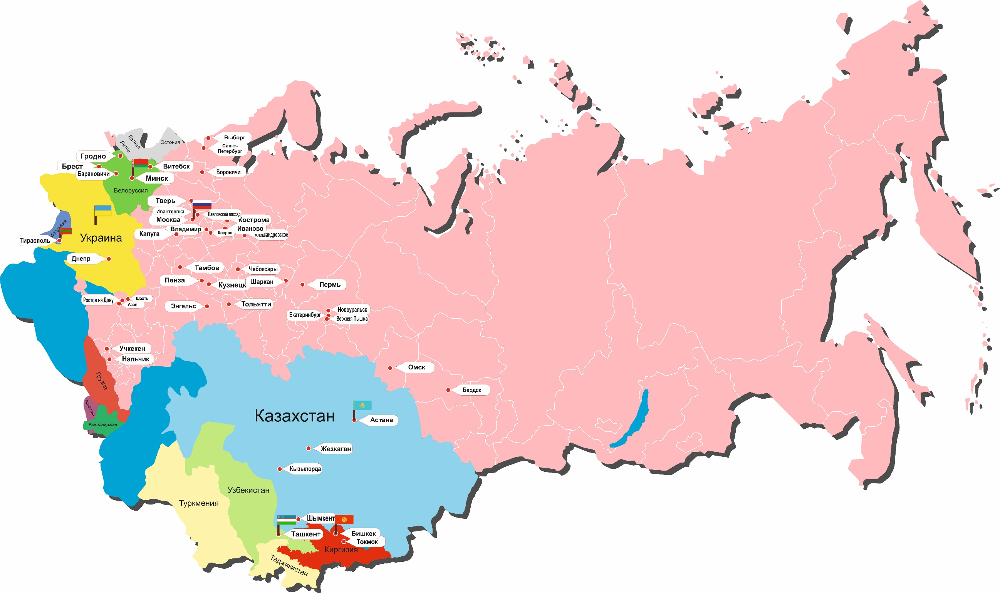 Выборг
Санкт-
Петербург
Латвия
Литва
Эстония
Гродно
Брест
Витебск
Барановичи
Минск
Боровичи
Белоруссия
Тверь
Ивантеевка
Павловский поссад
Москва
Кострома
Владимир
Иваново
Калуга
Ковров
Александровское
Молдавия
Тирасполь
Украина
Днепр
Тамбов
Чебоксары
Пенза
Кузнецк
Шаркан
Пермь
Ростов на Дону
Шахты
Азов
Энгельс
Тольятти
Новоуральск
Екатеринбург
Верхняя Пышма
Учкекен
Нальчик
Омск
Грузия
Бердск
Армения
Азербайджан
Казахстан
Астана
Жезказган
Кызылорда
Узбекистан
Туркмения
Шымкент
Ташкент
Бишкек
Токмок
Киргизия
Таджикистан